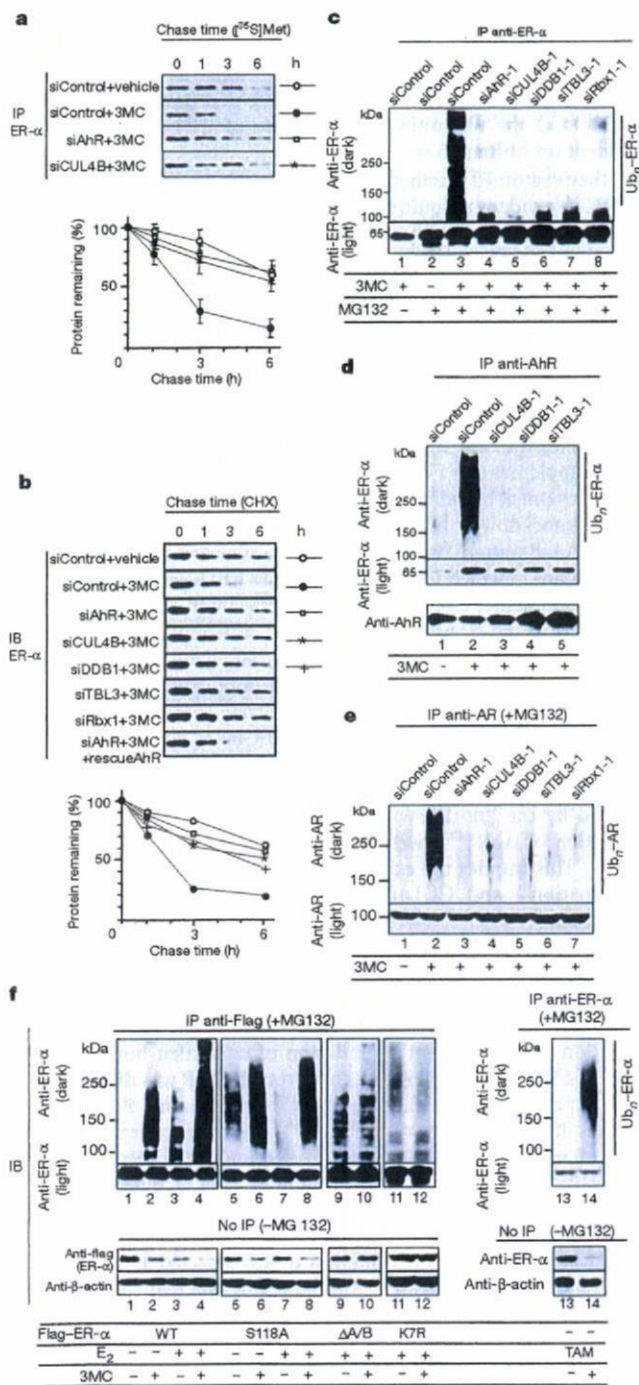 a
Chase time ([35S]Met)
0 1 3 6 h
IP ER-α
siControl+vehicle
siControl+3MC
siAhR+3MC
siCUL4B+3MC
Protein remaining (%)
100
50
0 1 3 6
Chase time (h)
b
Chase time (CHX)
0 1 3 6 h
IB ER-α
siControl+vehicle
siControl+3MC
siAhR+3MC
siCUL4B+3MC
siDDB1+3MC
siTBL3+3MC
siRbx1+3MC
siAhR+3MC
+rescueAhR
Protein remaining (%)
100
50
0 1 3 6
Chase time (h)
c
IP anti-ER-α
siControl siControl siControl siAhR-1 siCUL4B-1 siDDB1-1 siTBL3-1 siRbx1-1
kDa
250
150
100
65
Anti-ER-α (dark)
Anti-ER-α (light)
Ubn–ER-α
1 2 3 4 5 6 7 8
3MC + − + + + + + +
MG132 − + + + + + + +
d
IP anti-AhR
siControl siControl siCUL4B-1 siDDB1-1 siTBL3-1
kDa
250
150
65
Anti-ER-α (dark)
Anti-ER-α (light)
Ubn–ER-α
Anti-AhR
1 2 3 4 5
3MC − + + + +
e
IP anti-AR (+MG132)
siControl siControl siAhR-1 siCUL4B-1 siDDB1-1 siTBL3-1 siRbx1-1
kDa
250
150
100
Anti-AR (dark)
Anti-AR (light)
Ubn–AR
1 2 3 4 5 6 7
3MC − + + + + + +
f
IP anti-Flag (+MG132)
IP anti-ER-α (+MG132)
IB
kDa
250
150
100
Anti-ER-α (dark)
Anti-ER-α (light)
1 2 3 4 5 6 7 8 9 10 11 12
kDa
250
150
100
Anti-ER-α (dark)
Anti-ER-α (light)
Ubn–ER-α
13 14
No IP (−MG 132)
Anti-flag (ER-α)
Anti-β-actin
1 2 3 4 5 6 7 8 9 10 11 12
No IP (−MG132)
Anti-ER-α
Anti-β-actin
13 14
Flag–ER-α WT S118A ΔA/B K7R − −
E2 − − + + − − + + + + + + TAM
3MC − + − + − + − + − + − + − +